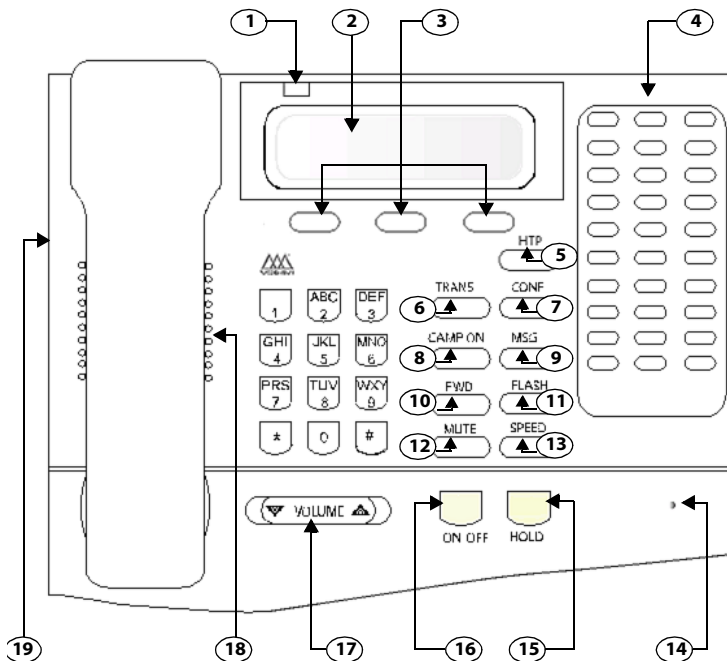 1 2 3 4
HTP
5
TRANS CONF
6 7
ABC DEF
1 2 3
CAMP ON MSG
8 9
GHI JKL MNO
4 5 6
FWD FLASH
10 11
PRS TUV WXY
7 8 9
MUTE SPEED
12 13
* 0 #
VOLUME
ON OFF HOLD
19 18 17 16 15 14